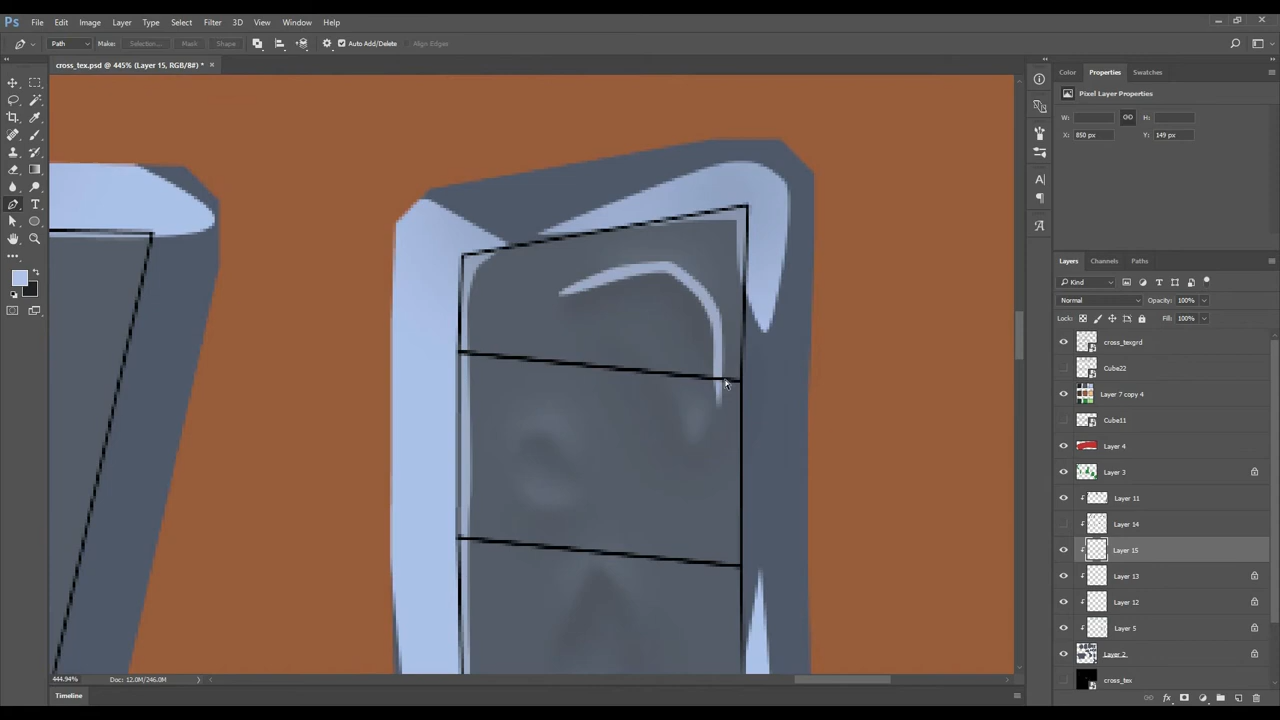 Ps File Edit Image Layer Type Select Filter 3D View Window Help
Path Make: Selection... Mask Shape Auto Add/Delete Align Edges
cross_tex.psd @ 445% (Layer 15, RGB/8#) * ×
Color Properties Swatches
Pixel Layer Properties
W: H:
X: 850 px Y: 149 px
Layers Channels Paths
Kind
Normal Opacity: 100%
Lock: Fill: 100%
cross_texgrd
Cube22
Layer 7 copy 4
Cube11
Layer 4
Layer 3
Layer 11
Layer 14
Layer 15
Layer 13
Layer 12
Layer 5
Layer 2
cross_tex
444.94% Doc: 12.0M/246.0M
Timeline